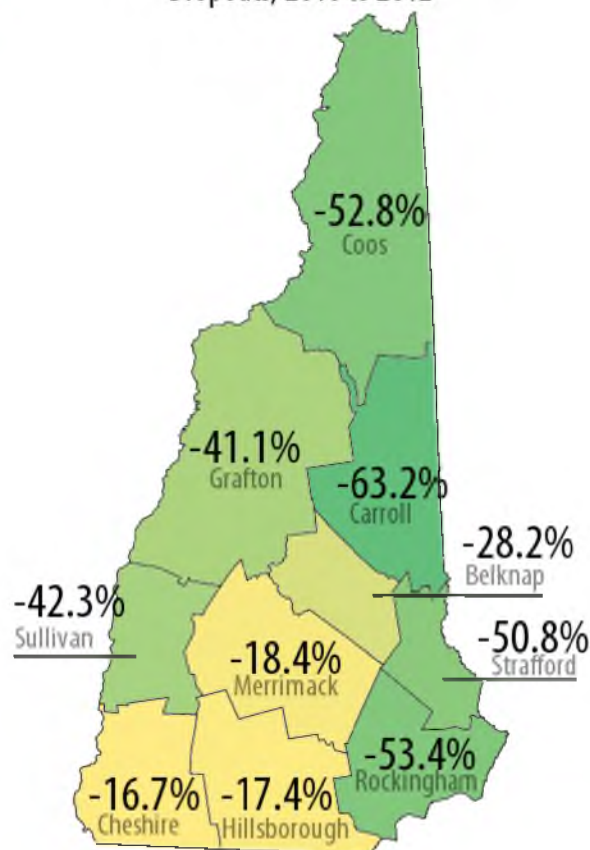 -52.8%
Coos
-41.1%
Grafton
-63.2%
Carroll
-28.2%
Belknap
-42.3%
Sullivan
-50.8%
Strafford
-18.4%
Merrimack
-53.4%
Rockingham
-16.7%
Cheshire
-17.4%
Hillsborough